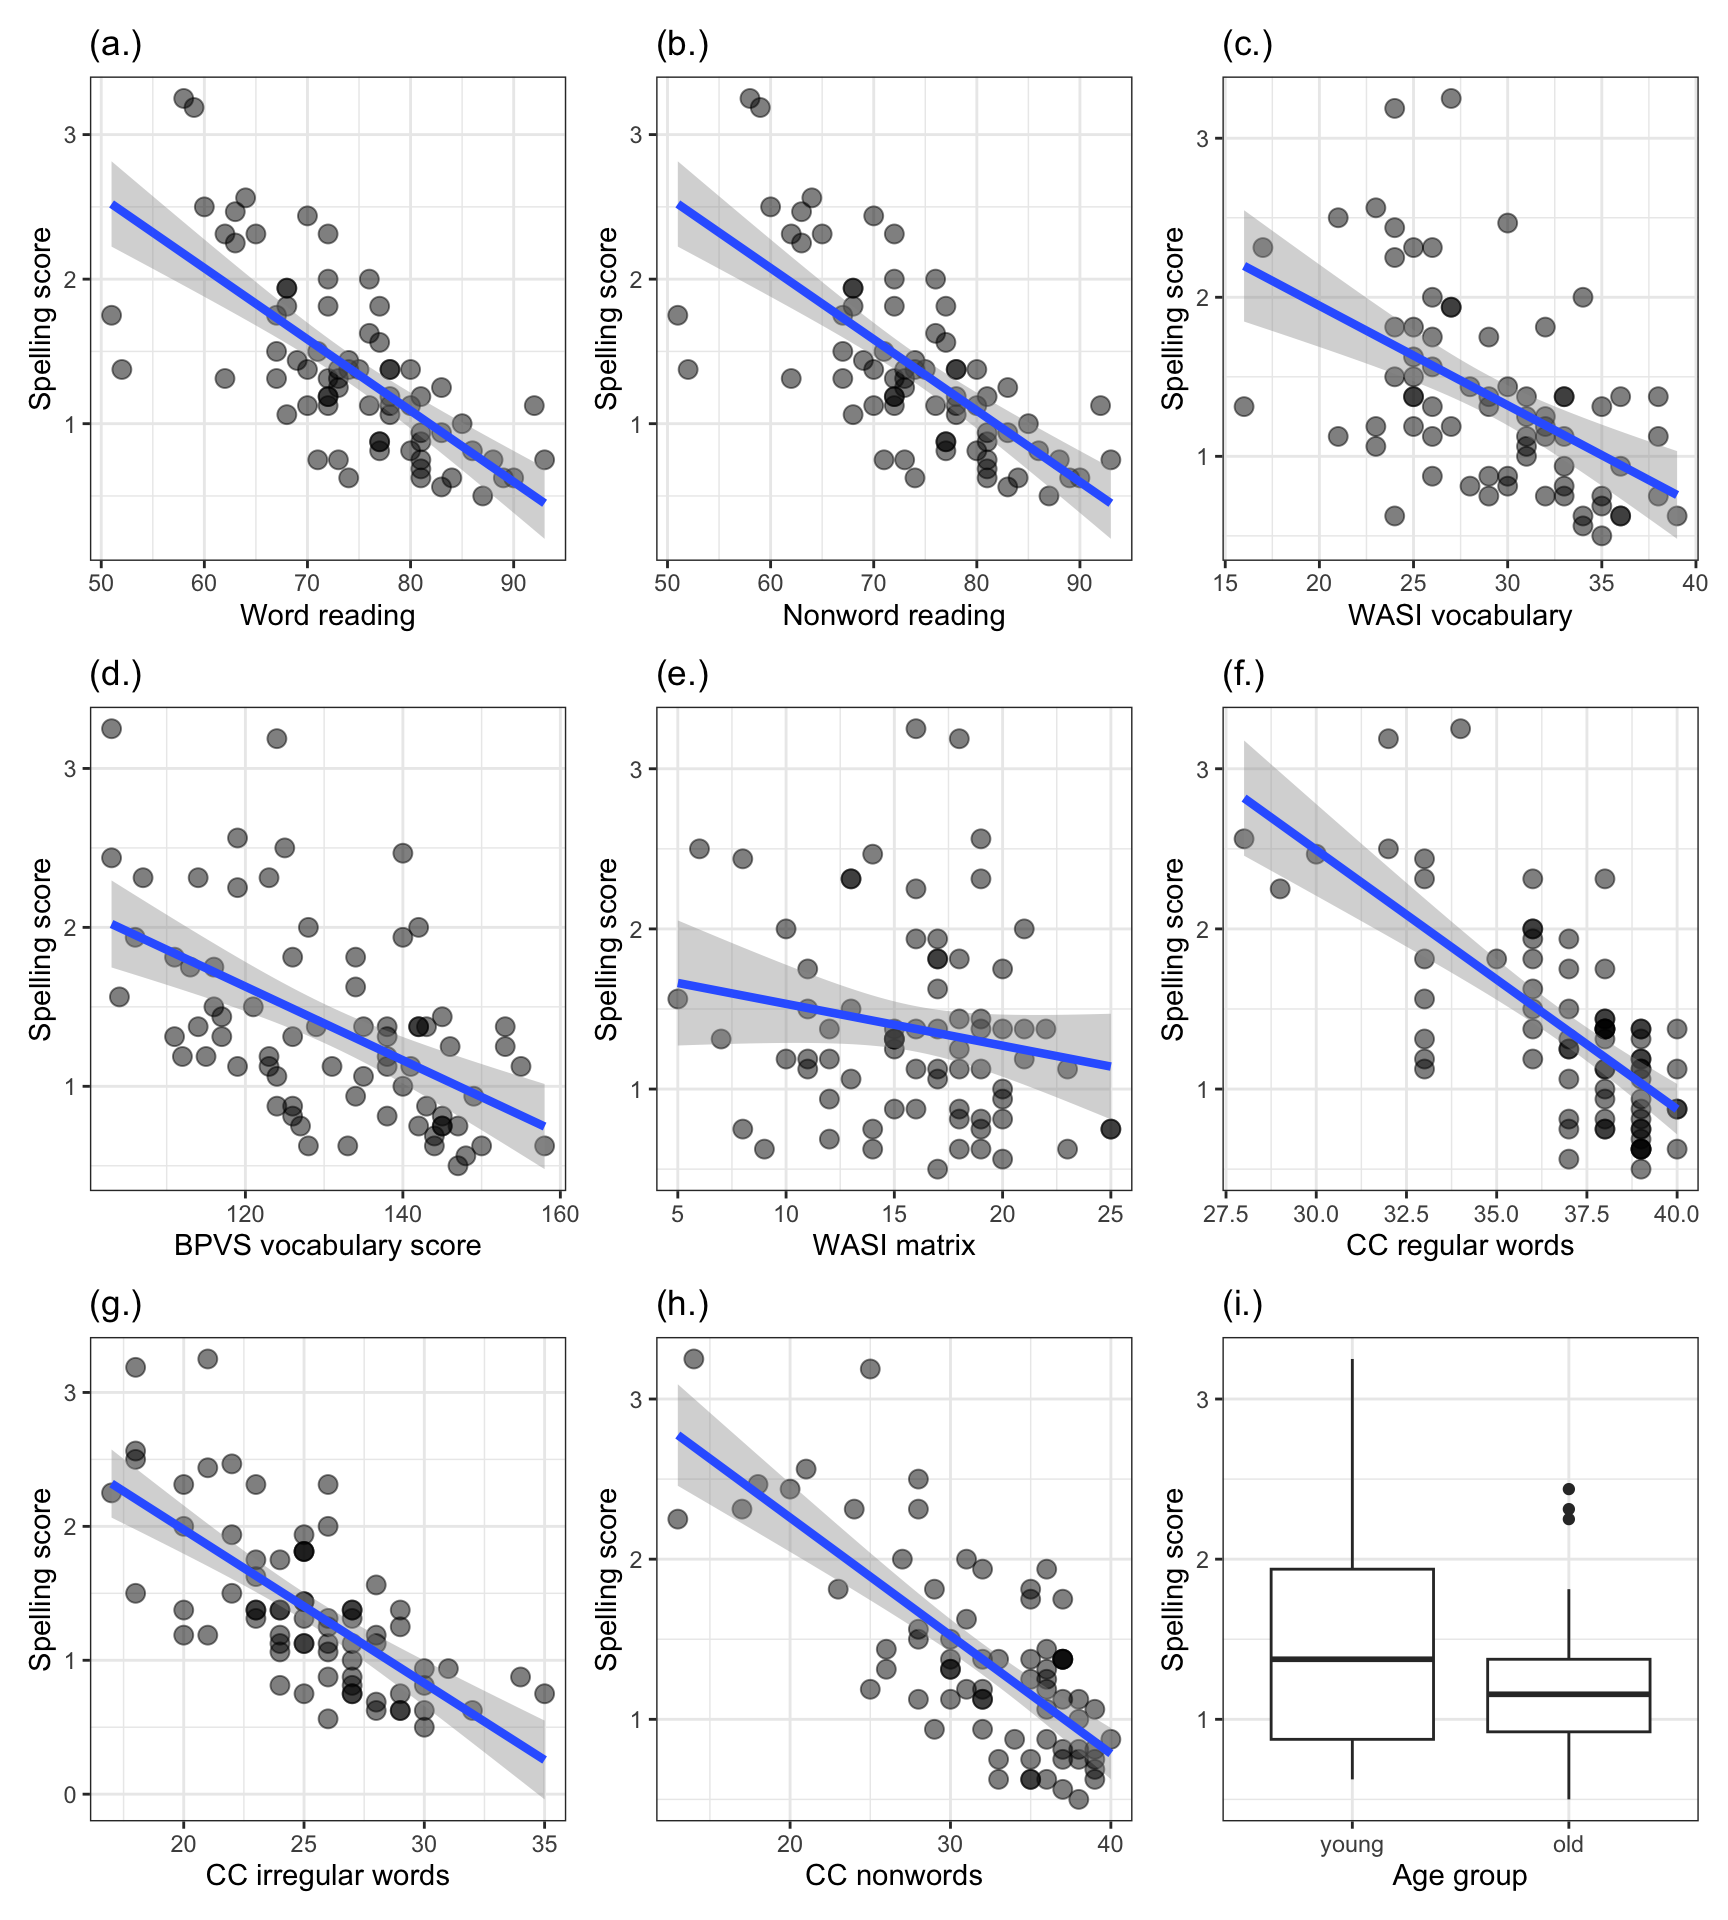 (a.) (b.) (c.)
3 3 3
2 2 2
1 1 1
Spelling score Spelling score Spelling score
50 60 70 80 90 50 60 70 80 90 15 20 25 30 35 40
Word reading Nonword reading WASI vocabulary
(d.) (e.) (f.)
3 3 3
2 2 2
1 1 1
Spelling score Spelling score Spelling score
120 140 160 5 10 15 20 25 27.5 30.0 32.5 35.0 37.5 40.0
BPVS vocabulary score WASI matrix CC regular words
(g.) (h.) (i.)
3 3 3
2 2 2
1 1 1
0
Spelling score Spelling score Spelling score
20 25 30 35 20 30 40 young old
CC irregular words CC nonwords Age group